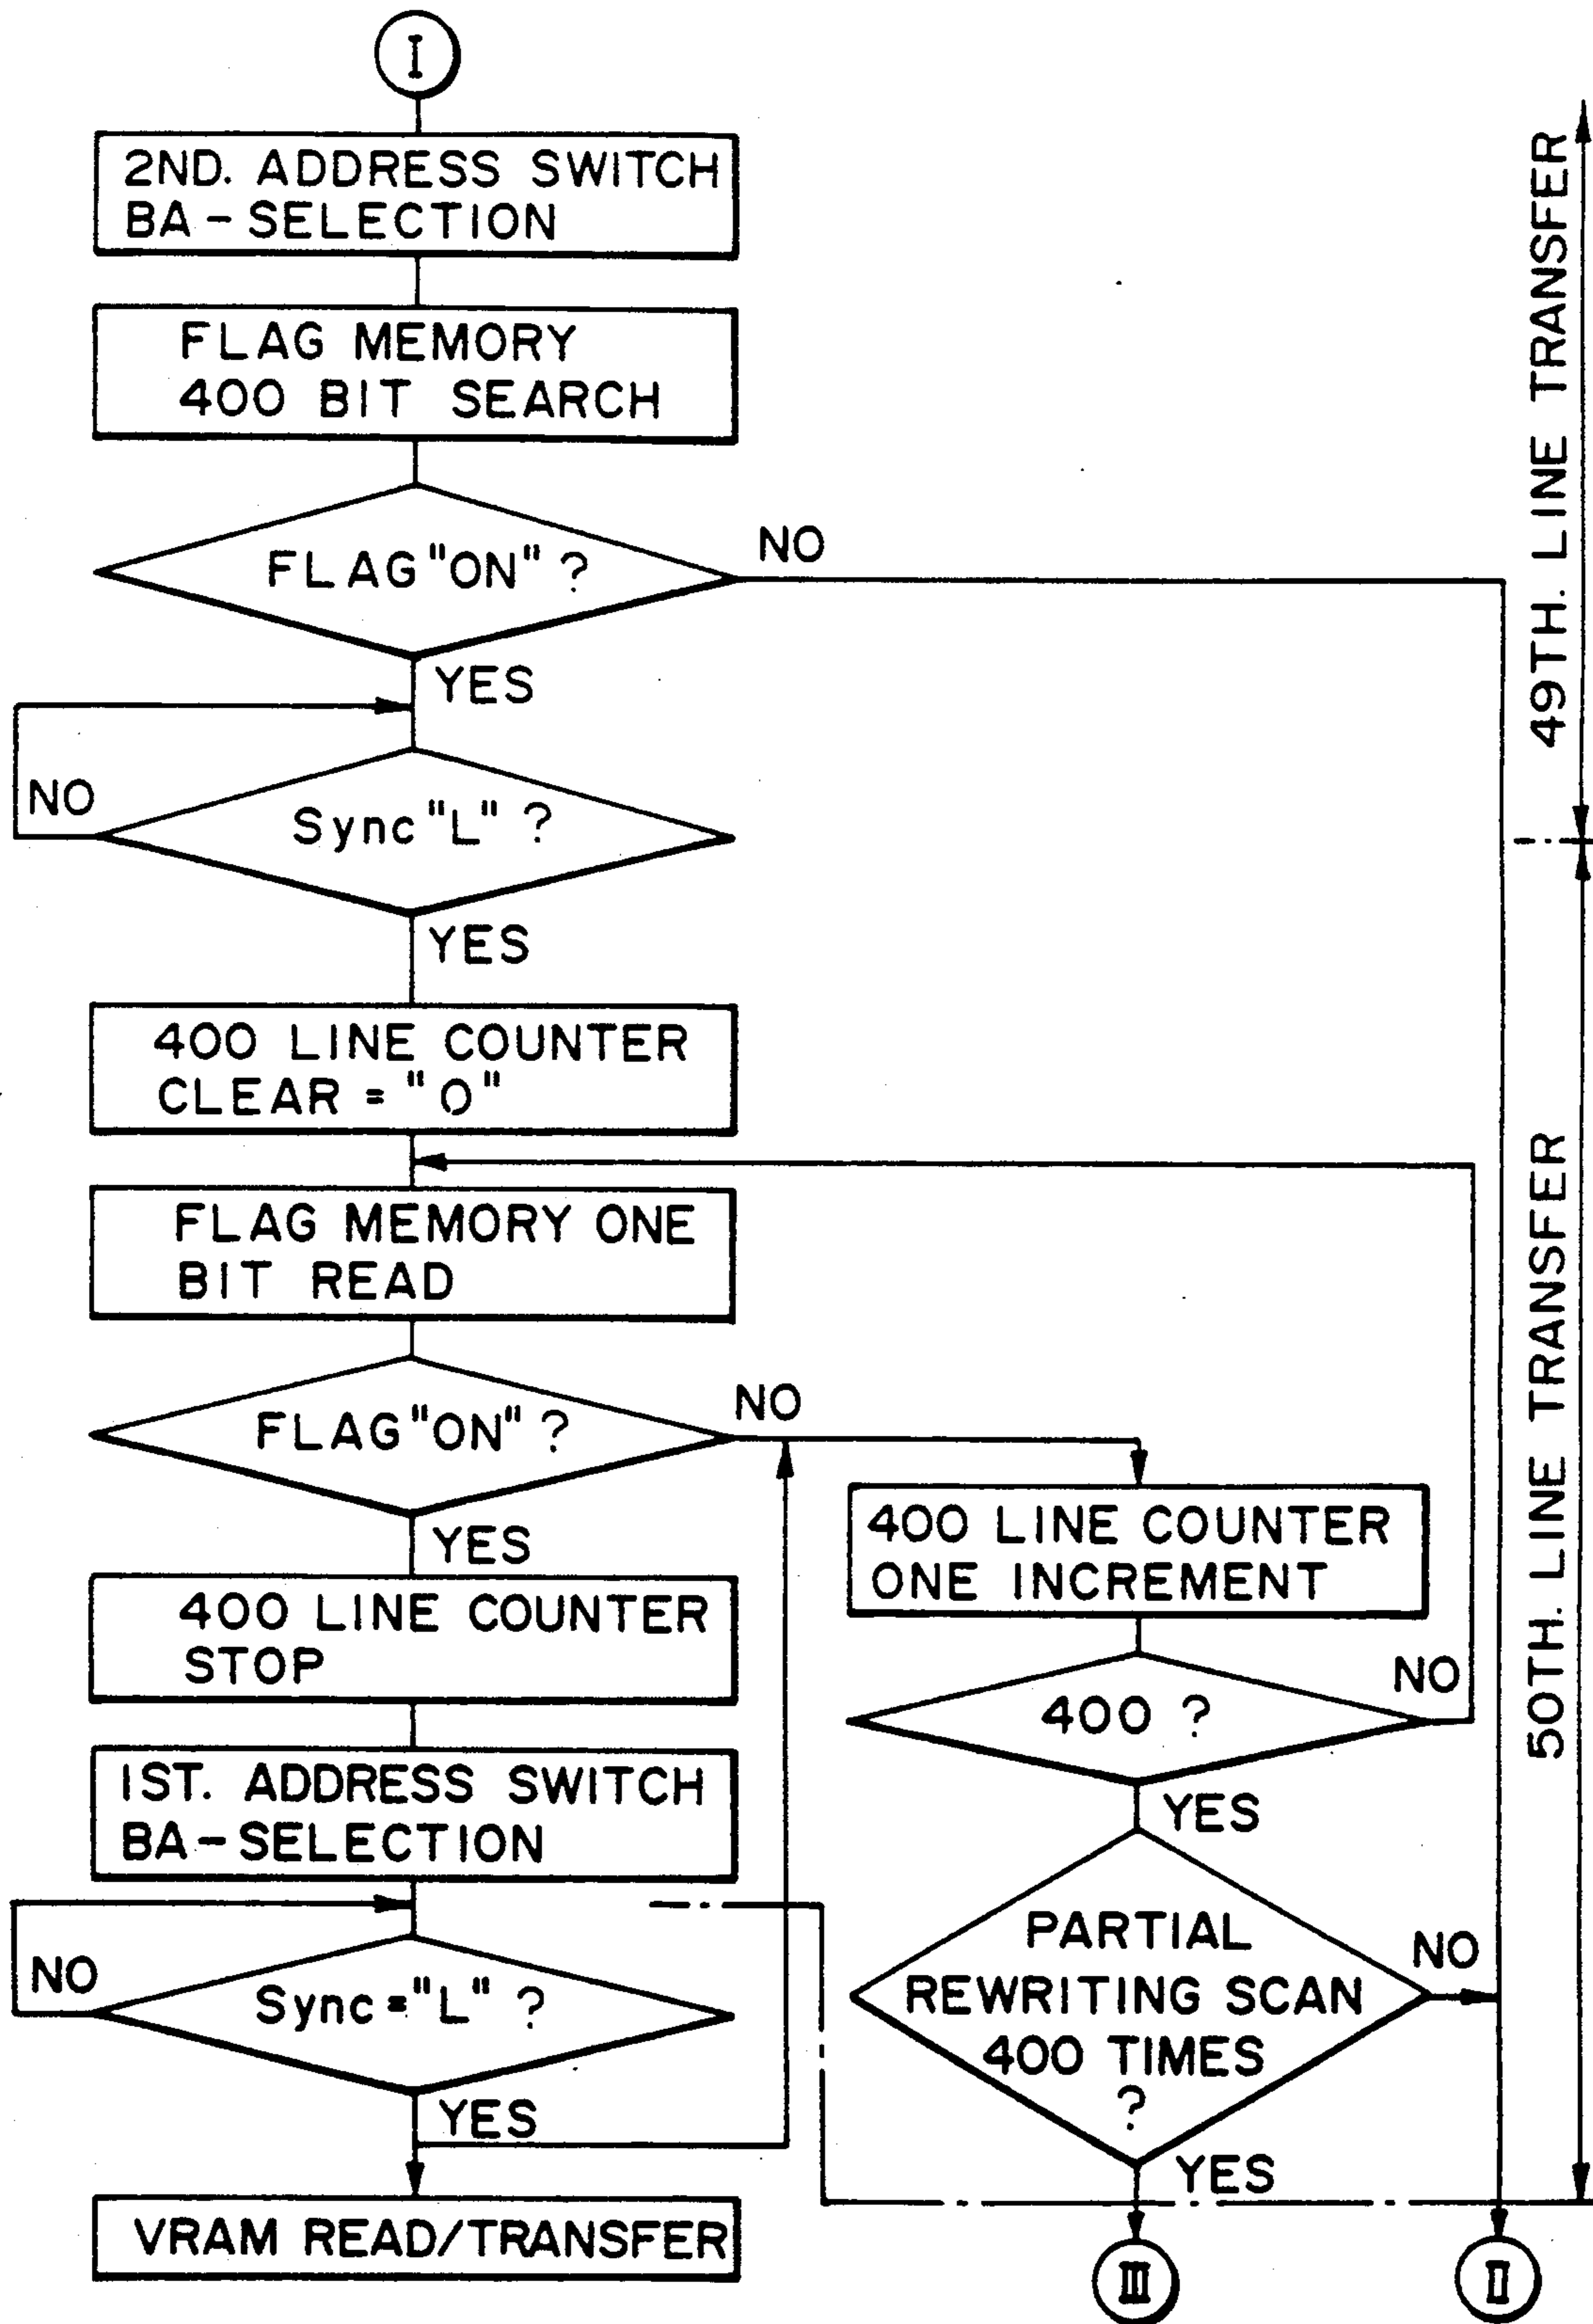 I
2ND. ADDRESS SWITCH
BA-SELECTION
FLAG MEMORY
400 BIT SEARCH
FLAG "ON" ?
NO
YES
NO
Sync "L" ?
YES
400 LINE COUNTER
CLEAR = "0"
FLAG MEMORY ONE
BIT READ
FLAG "ON" ?
NO
YES
400 LINE COUNTER
STOP
1ST. ADDRESS SWITCH
BA-SELECTION
NO
Sync = "L" ?
YES
VRAM READ/TRANSFER
400 LINE COUNTER
ONE INCREMENT
400 ?
NO
YES
PARTIAL
REWRITING SCAN
400 TIMES
?
NO
YES
III
II
49TH. LINE TRANSFER
50TH. LINE TRANSFER